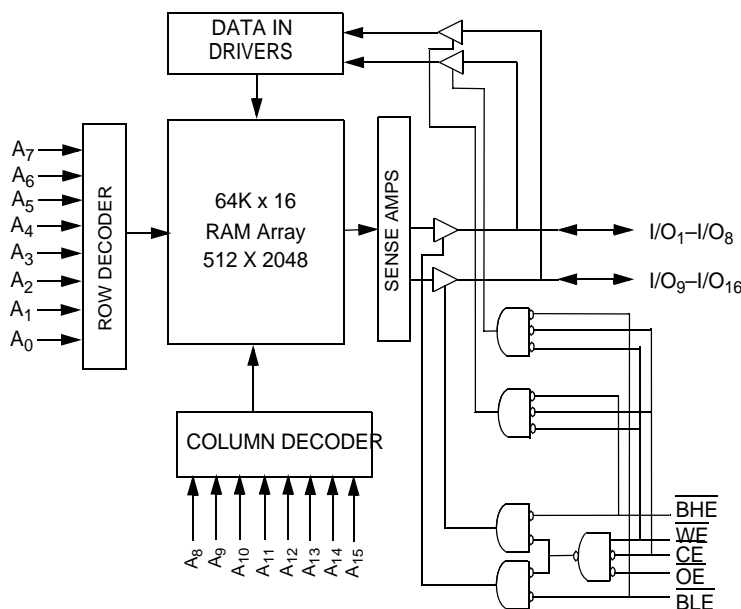 DATA IN
DRIVERS
A7
A6
A5
A4
A3
A2
A1
A0
ROW DECODER
64K x 16
RAM Array
512 X 2048
SENSE AMPS
I/O1–I/O8
I/O9–I/O16
COLUMN DECODER
A8
A9
A10
A11
A12
A13
A14
A15
BHE
WE
CE
OE
BLE